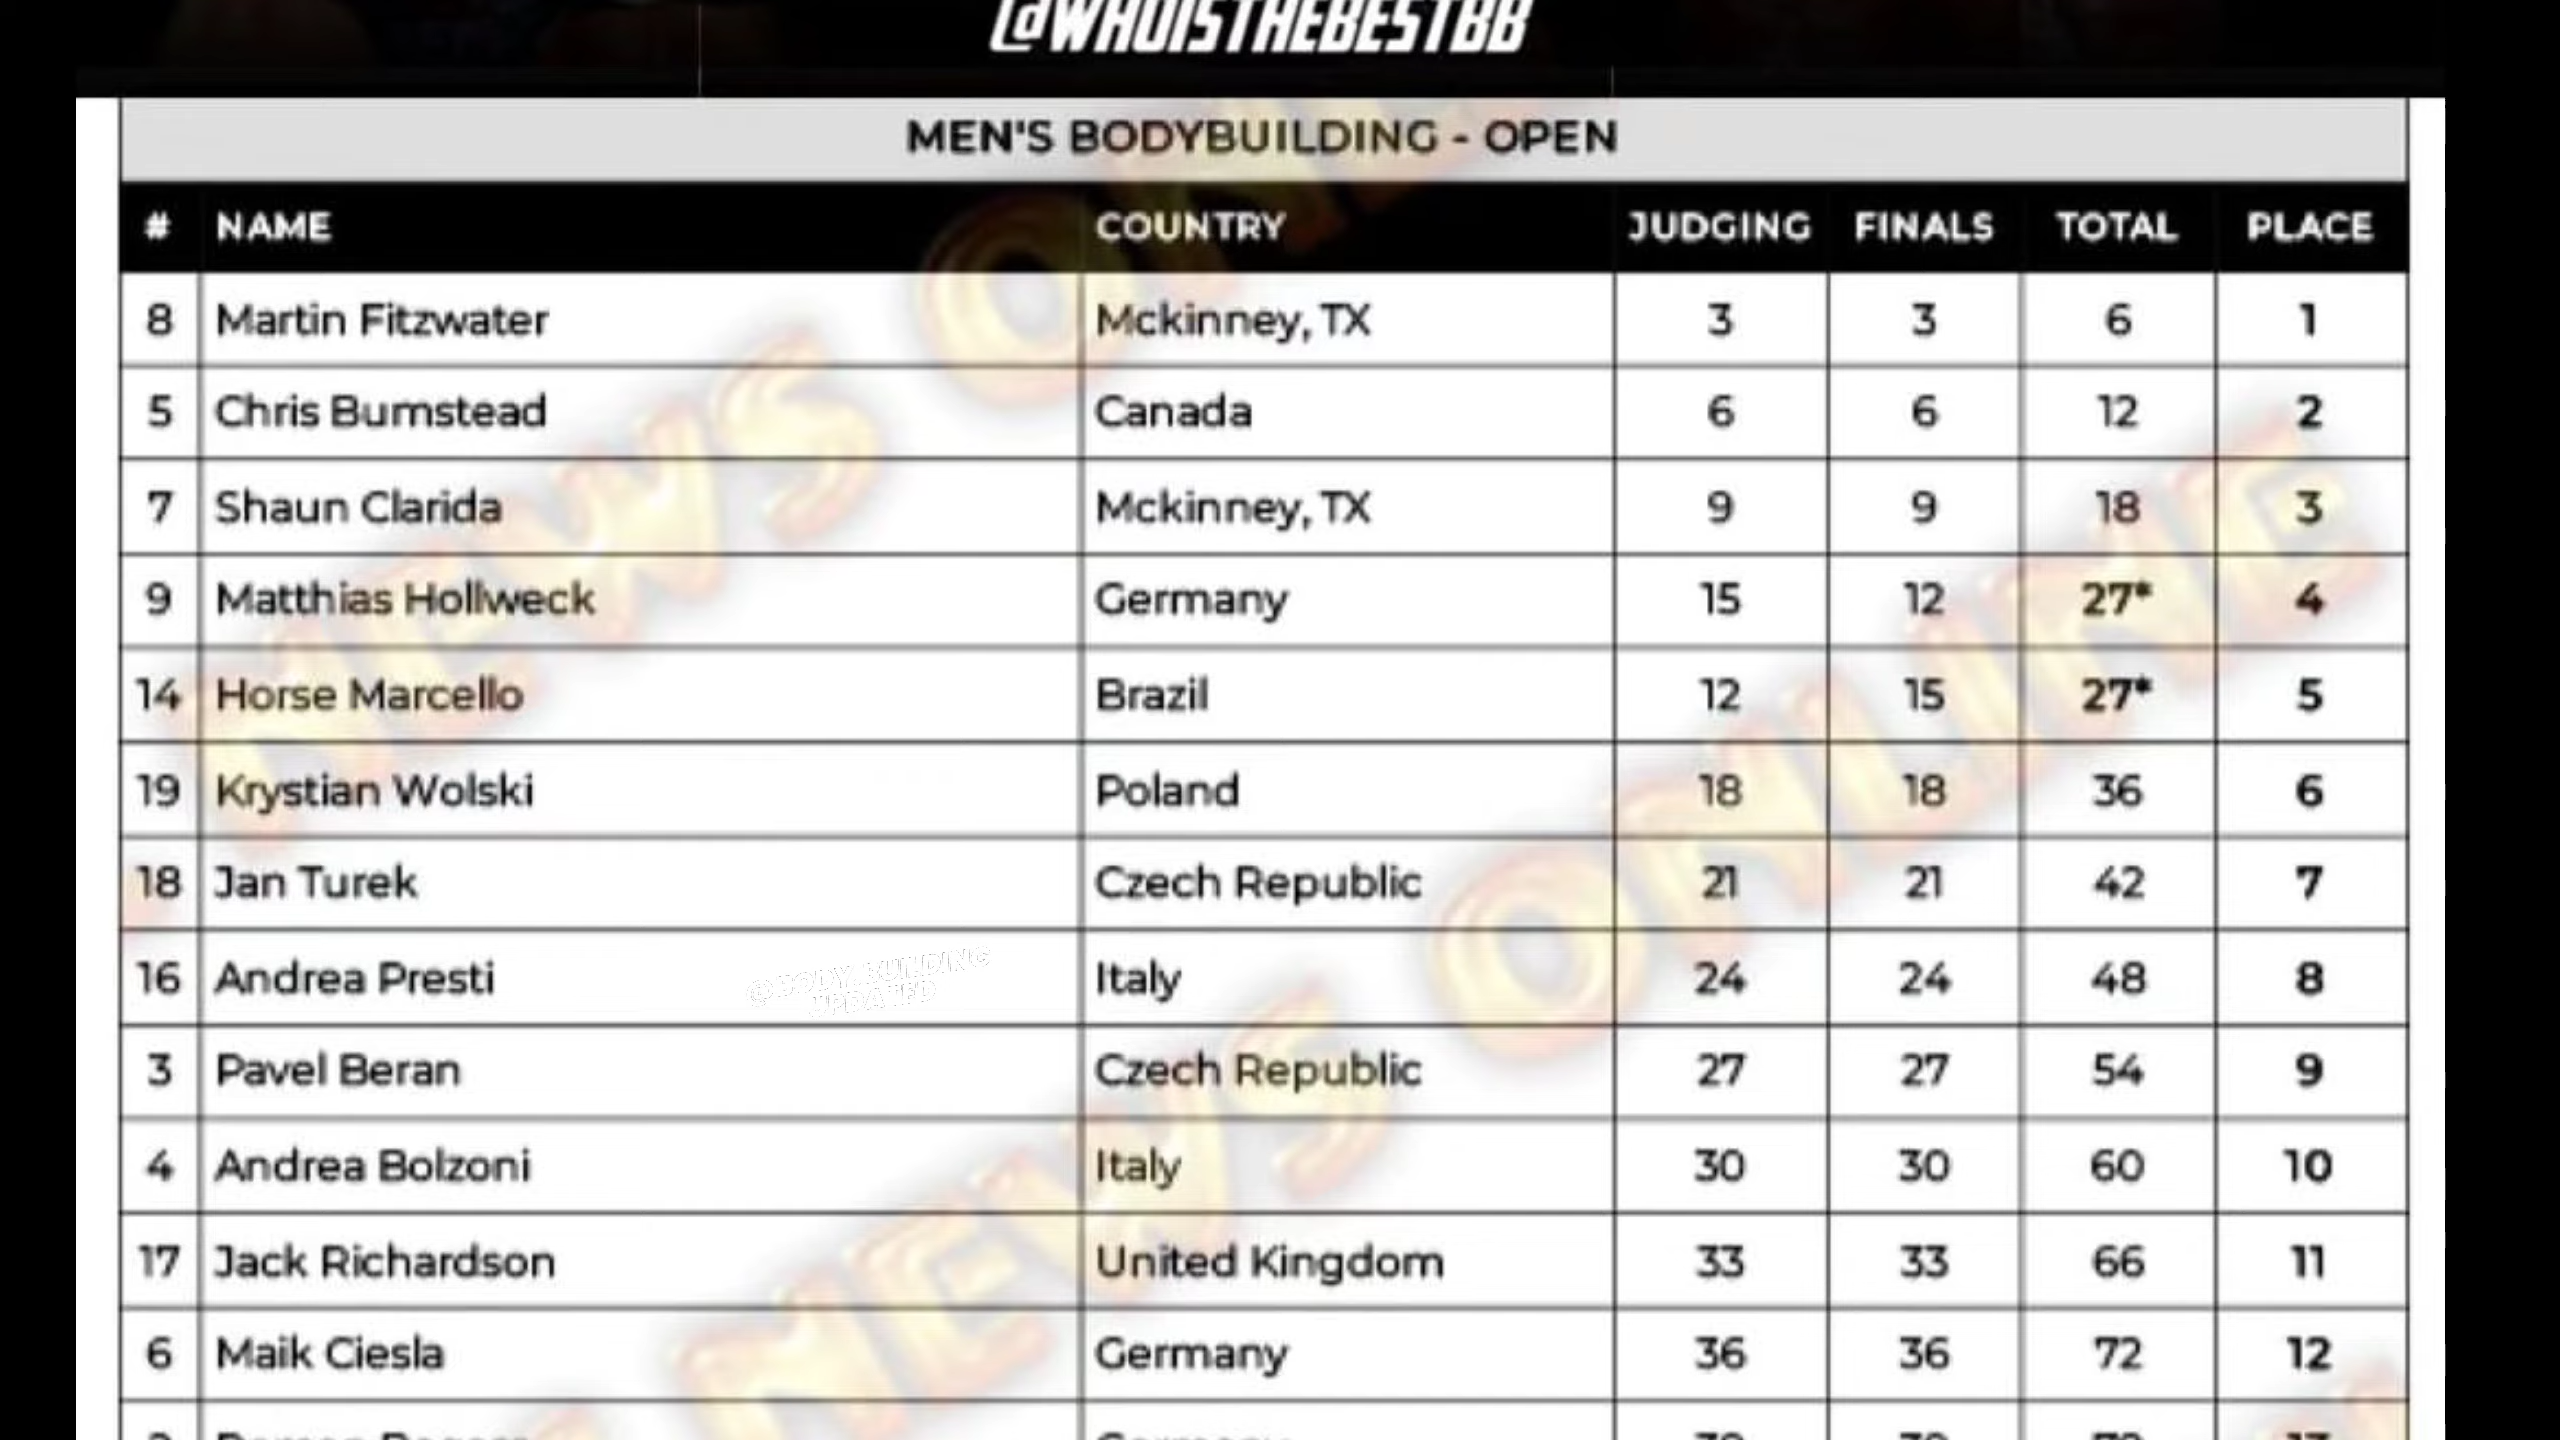 @WHOISTHEBESTBB
MEN'S BODYBUILDING - OPEN
# NAME COUNTRY JUDGING FINALS TOTAL PLACE
8 Martin Fitzwater Mckinney, TX 3 3 6 1
5 Chris Bumstead Canada 6 6 12 2
7 Shaun Clarida Mckinney, TX 9 9 18 3
9 Matthias Hollweck Germany 15 12 27* 4
14 Horse Marcello Brazil 12 15 27* 5
19 Krystian Wolski Poland 18 18 36 6
18 Jan Turek Czech Republic 21 21 42 7
16 Andrea Presti Italy 24 24 48 8
©BODY BUILDING
UPDATED
3 Pavel Beran Czech Republic 27 27 54 9
4 Andrea Bolzoni Italy 30 30 60 10
17 Jack Richardson United Kingdom 33 33 66 11
6 Maik Ciesla Germany 36 36 72 12
NEWS ONLINE